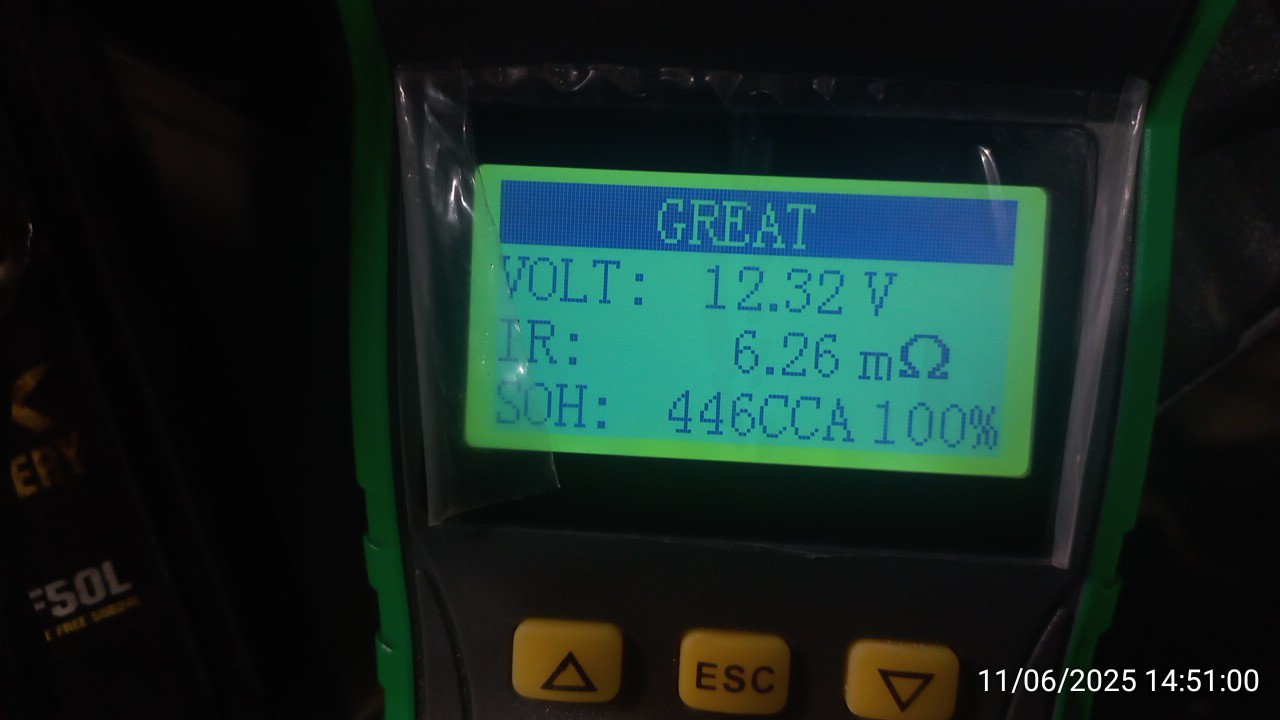 GREAT
VOLT: 12.32 V
IR: 6.26 mΩ
SOH: 446CCA 100%
ESC
ERY
50L
FREE
11/06/2025 14:51:00